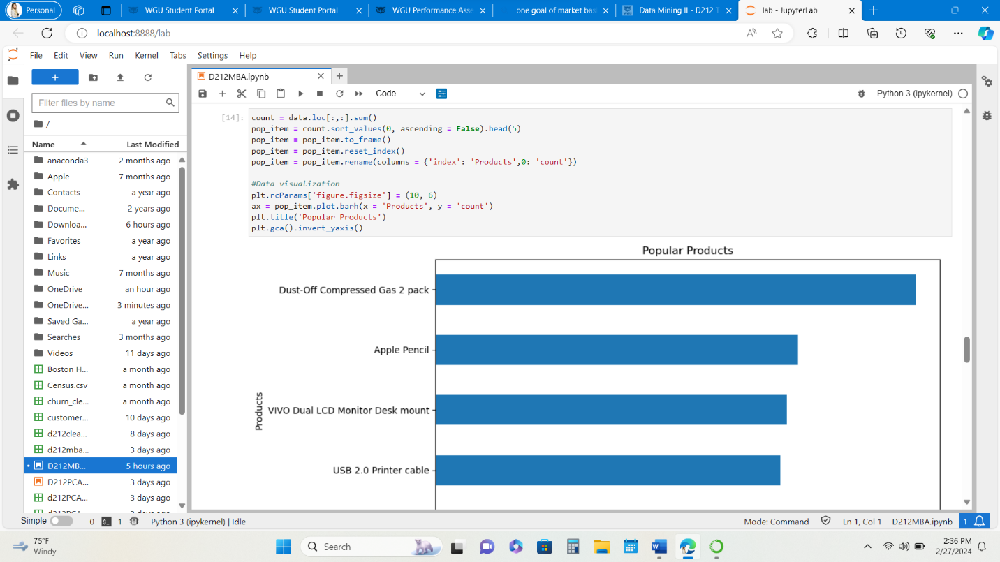 Personal
WGU Student Portal
WGU Student Portal
WGU Performance Asse
one goal of market bas
Data Mining II - D212 T
lab - JupyterLab
localhost:8888/lab
File Edit View Run Kernel Tabs Settings Help
D212MBA.ipynb
Code
Python 3 (ipykernel)
Filter files by name
/
Name Last Modified
anaconda3 2 months ago
Apple 7 months ago
Contacts a year ago
Docume... 2 years ago
Downloa... 6 hours ago
Favorites a year ago
Links a year ago
Music 7 months ago
OneDrive an hour ago
OneDrive... 3 minutes ago
Saved Ga... a year ago
Searches 3 months ago
Videos 11 days ago
Boston H... a month ago
Census.csv a month ago
churn_cle... a month ago
customer... 10 days ago
d212clea... 8 days ago
d212mba... 3 days ago
D212MB... 5 hours ago
D212PCA... 3 days ago
d212PCA... 3 days ago
[14]:
count = data.loc[:,:].sum()
pop_item = count.sort_values(0, ascending = False).head(5)
pop_item = pop_item.to_frame()
pop_item = pop_item.reset_index()
pop_item = pop_item.rename(columns = {'index': 'Products',0: 'count'})
#Data visualization
plt.rcParams['figure.figsize'] = (10, 6)
ax = pop_item.plot.barh(x = 'Products', y = 'count')
plt.title('Popular Products')
plt.gca().invert_yaxis()
Popular Products
Dust-Off Compressed Gas 2 pack
Apple Pencil
VIVO Dual LCD Monitor Desk mount
USB 2.0 Printer cable
Products
Simple 0 1 Python 3 (ipykernel) | Idle
Mode: Command Ln 1, Col 1 D212MBA.ipynb 1
75°F
Windy
Search
2:36 PM
2/27/2024